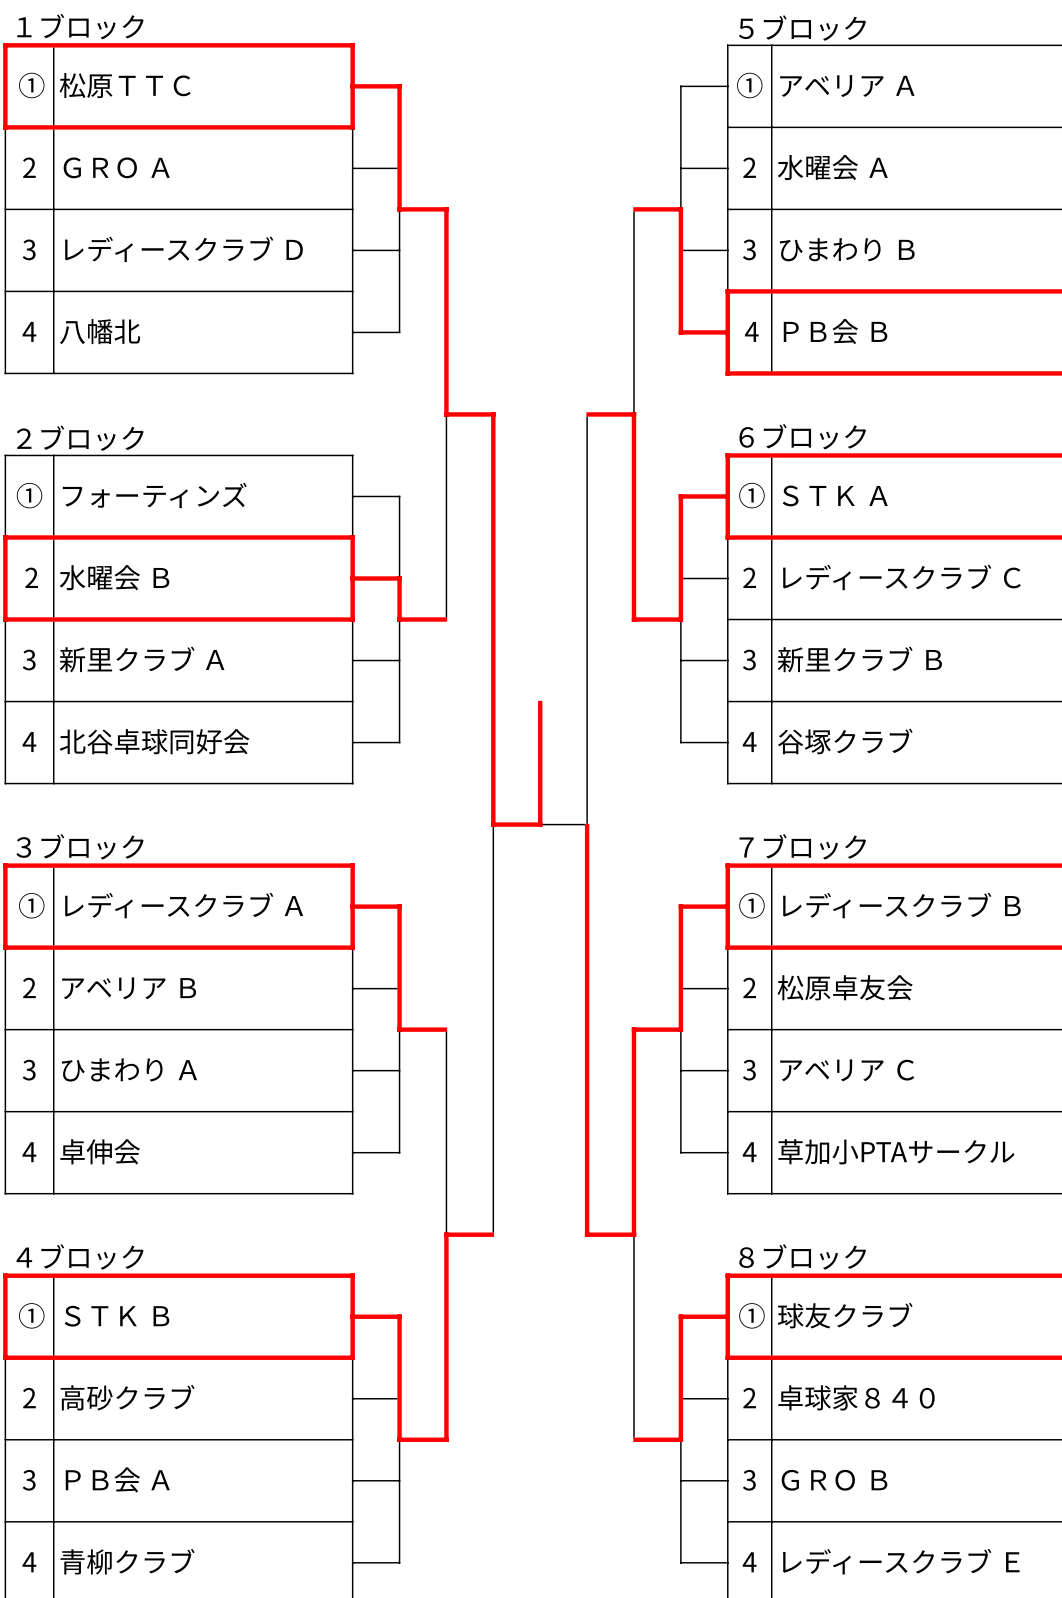 １ブロック
① 松原ＴＴＣ
2 ＧＲＯ Ａ
3 レディースクラブ Ｄ
4 八幡北
２ブロック
① フォーティンズ
2 水曜会 Ｂ
3 新里クラブ Ａ
4 北谷卓球同好会
３ブロック
① レディースクラブ Ａ
2 アベリア Ｂ
3 ひまわり Ａ
4 卓伸会
４ブロック
① ＳＴＫ Ｂ
2 高砂クラブ
3 ＰＢ会 Ａ
4 青柳クラブ
５ブロック
① アベリア Ａ
2 水曜会 Ａ
3 ひまわり Ｂ
4 ＰＢ会 Ｂ
６ブロック
① ＳＴＫ Ａ
2 レディースクラブ Ｃ
3 新里クラブ Ｂ
4 谷塚クラブ
７ブロック
① レディースクラブ Ｂ
2 松原卓友会
3 アベリア Ｃ
4 草加小PTAサークル
８ブロック
① 球友クラブ
2 卓球家８４０
3 ＧＲＯ Ｂ
4 レディースクラブ Ｅ